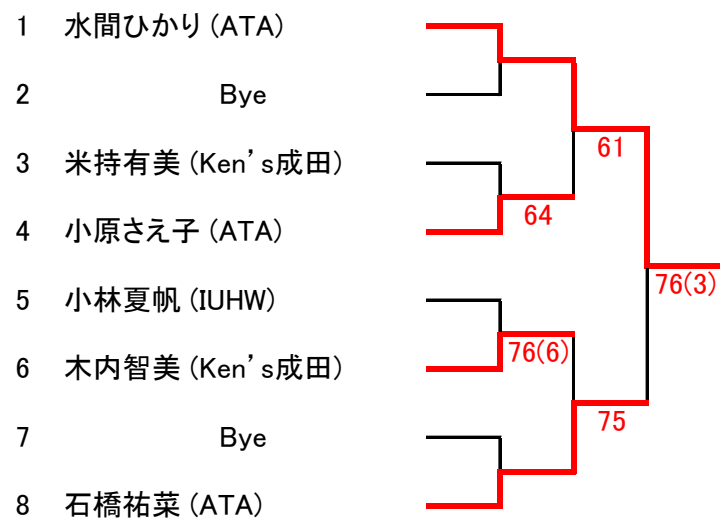 1 水間ひかり (ATA)
2 Bye
3 米持有美 (Ken's成田)
61
4 小原さえ子 (ATA)
64
76(3)
5 小林夏帆 (IUHW)
6 木内智美 (Ken's成田)
76(6)
7 Bye
75
8 石橋祐菜 (ATA)